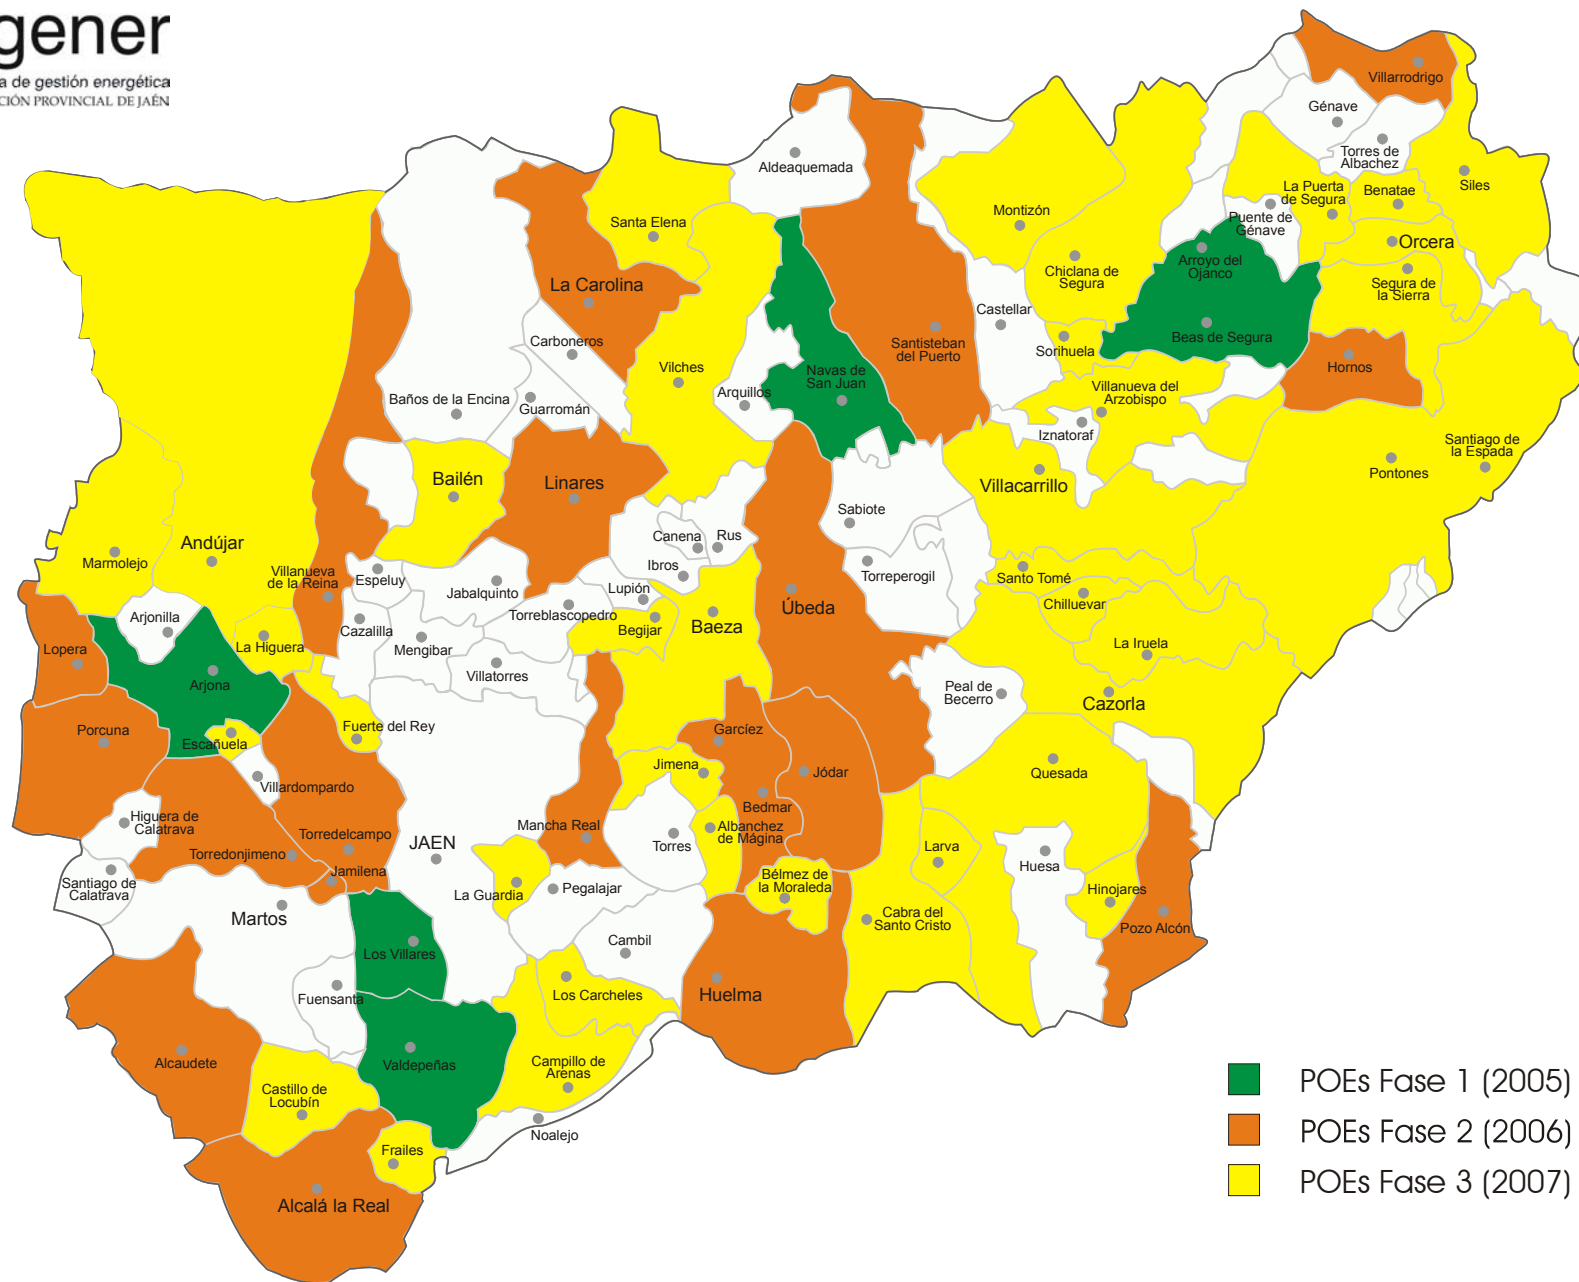 gener
a de gestión energética
CIÓN PROVINCIAL DE JAÉN
Villarrodrigo
Génave
Torres de
Albachez
Aldeaquemada
Siles
La Puerta
de Segura
Benatae
Santa Elena
Montizón
Puente de
Génave
Orcera
Arroyo del
Ojanco
Chiclana de
Segura
Segura de
la Sierra
La Carolina
Castellar
Carboneros
Santisteban
del Puerto
Sorihuela
Beas de Segura
Vilches
Navas de
San Juan
Hornos
Arquillos
Villanueva del
Arzobispo
Baños de la Encina
Guarromán
Iznatoraf
Santiago de
la Espada
Pontones
Bailén
Linares
Villacarrillo
Sabiote
Canena
Rus
Andújar
Marmolejo
Villanueva
de la Reina
Espeluy
Ibros
Torreperogil
Santo Tomé
Jabalquinto
Lupión
Chilluevar
Úbeda
Arjonilla
Torreblascopedro
Begijar
Baeza
Cazalilla
La Higuera
Mengibar
La Iruela
Lopera
Villatorres
Arjona
Peal de
Becerro
Cazorla
Porcuna
Fuerte del Rey
Garcíez
Escañuela
Jimena
Jódar
Quesada
Villardompardo
Bedmar
Higuera de
Calatrava
Mancha Real
Albanchez
de Mágina
Torredelcampo
JAEN
Torres
Larva
Torredonjimeno
Huesa
Jamilena
Santiago de
Calatrava
La Guardia
Pegalajar
Bélmez de
la Moraleda
Hinojares
Martos
Cabra del
Santo Cristo
Pozo Alcón
Los Villares
Cambil
Fuensanta
Los Carcheles
Huelma
Alcaudete
Valdepeñas
Campillo de
Arenas
Castillo de
Locubín
Noalejo
Frailes
Alcalá la Real
POEs Fase 1 (2005)
POEs Fase 2 (2006)
POEs Fase 3 (2007)